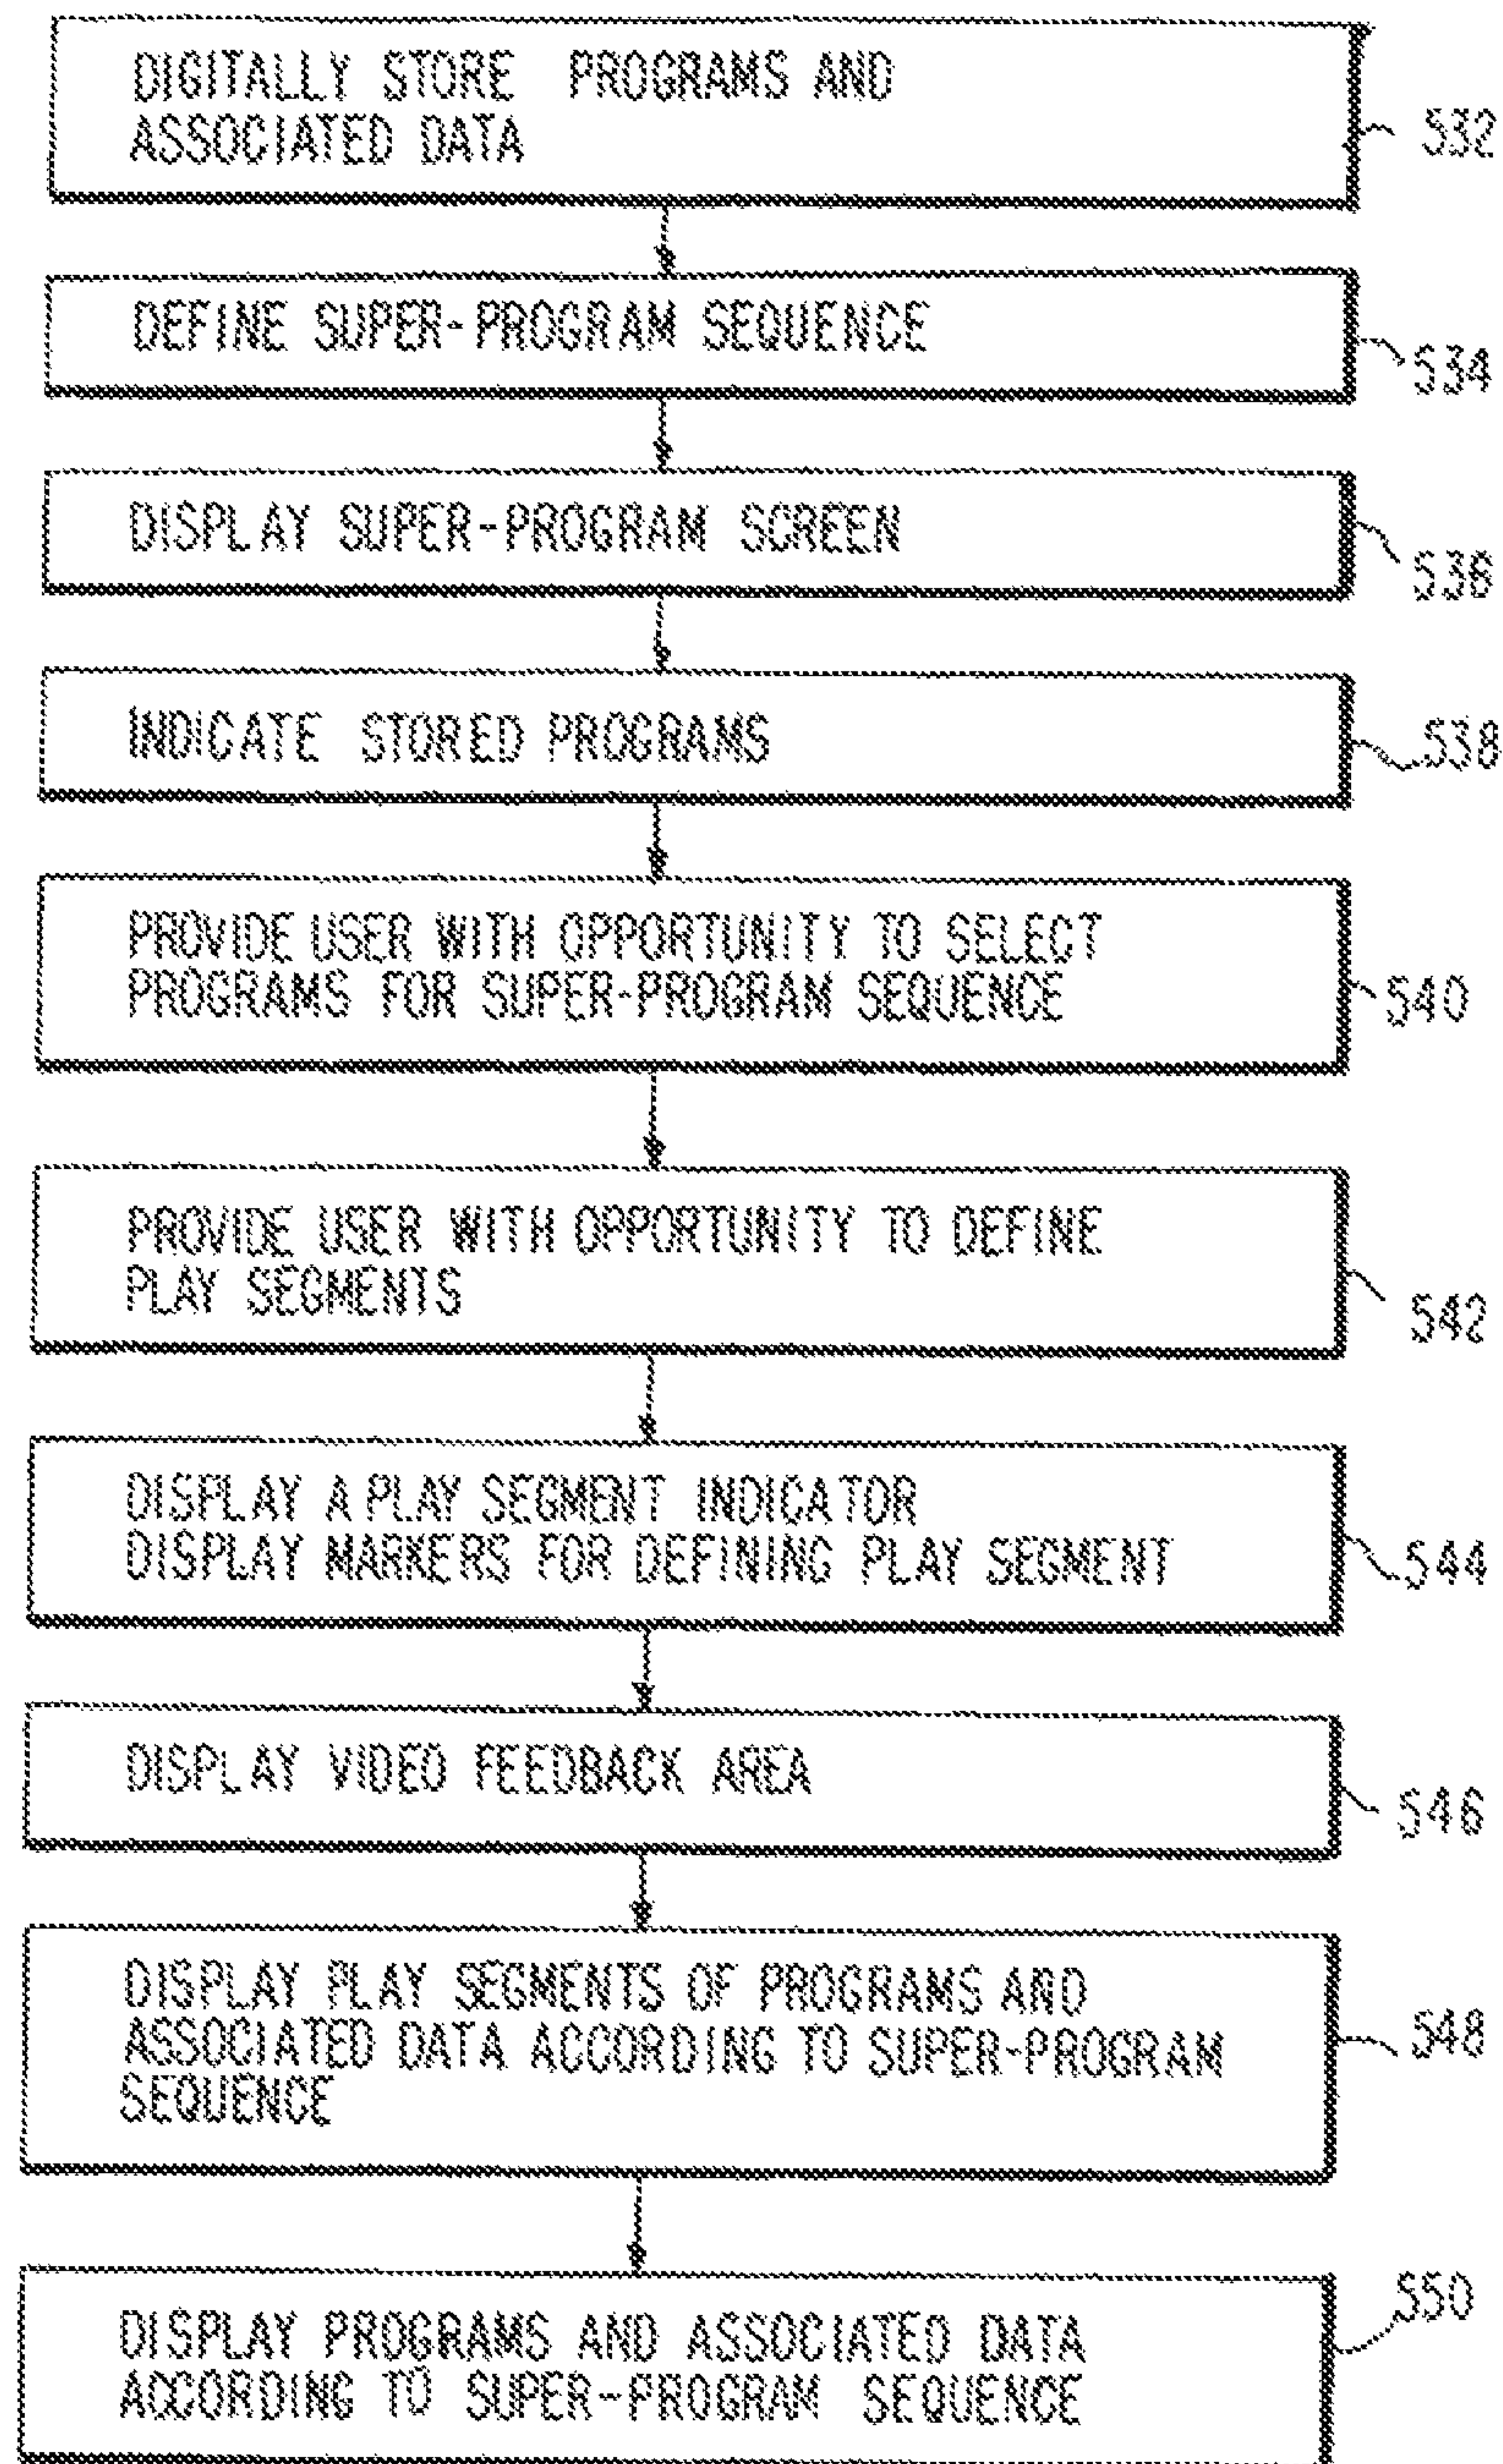 DIGITALLY STORE PROGRAMS AND
ASSOCIATED DATA
532
DEFINE SUPER-PROGRAM SEQUENCE
534
DISPLAY SUPER-PROGRAM SCREEN
536
INDICATE STORED PROGRAMS
538
PROVIDE USER WITH OPPORTUNITY TO SELECT
PROGRAMS FOR SUPER-PROGRAM SEQUENCE
540
PROVIDE USER WITH OPPORTUNITY TO DEFINE
PLAY SEGMENTS
542
DISPLAY A PLAY SEGMENT INDICATOR
DISPLAY MARKERS FOR DEFINING PLAY SEGMENT
544
DISPLAY VIDEO FEEDBACK AREA
546
DISPLAY PLAY SEGMENTS OF PROGRAMS AND
ASSOCIATED DATA ACCORDING TO SUPER-PROGRAM
SEQUENCE
548
DISPLAY PROGRAMS AND ASSOCIATED DATA
ACCORDING TO SUPER-PROGRAM SEQUENCE
550